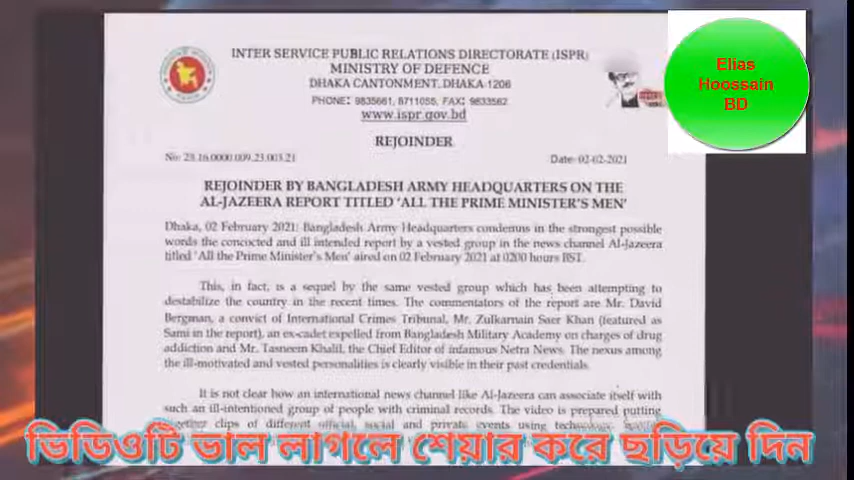 INTER SERVICE PUBLIC RELATIONS DIRECTORATE (ISPR)
MINISTRY OF DEFENCE
DHAKA CANTONMENT, DHAKA-1206
PHONE: 9835661, 8711055, FAX: 9833562
www.ispr.gov.bd
Elias
Hoossain
BD
REJOINDER
No: 23.16.0000.009.23.003.21
Date: 02-02-2021
REJOINDER BY BANGLADESH ARMY HEADQUARTERS ON THE
AL-JAZEERA REPORT TITLED 'ALL THE PRIME MINISTER'S MEN'
Dhaka, 02 February 2021: Bangladesh Army Headquarters condemns in the strongest possible
words the concocted and ill intended report by a vested group in the news channel Al-Jazeera
titled 'All the Prime Minister's Men' aired on 02 February 2021 at 0200 hours BST.
This, in fact, is a sequel by the same vested group which has been attempting to
destabilize the country in the recent times. The commentators of the report are Mr. David
Bergman, a convict of International Crimes Tribunal, Mr. Zulkarnain Saer Khan (featured as
Sami in the report), an ex-cadet expelled from Bangladesh Military Academy on charges of drug
addiction and Mr. Tasneem Khalil, the Chief Editor of infamous Netra News. The nexus among
the ill-motivated and vested personalities is clearly visible in their past credentials.
It is not clear how an international news channel like Al-Jazeera can associate itself with
such an ill-intentioned group of people with criminal records. The video is prepared putting
together clips of different official, social and private events using
ভিডিওটি ভাল লাগলে শেয়ার করে ছড়িয়ে দিন